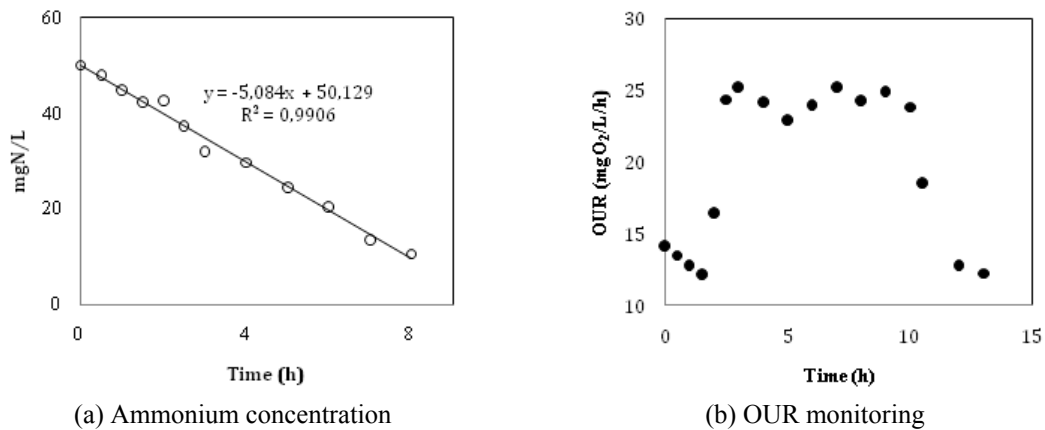 60
40
20
0
mgN/L
y = -5,084x + 50,129
R² = 0,9906
0 4 8
Time (h)
(a) Ammonium concentration
30
25
20
15
10
OUR (mgO₂/L/h)
0 5 10 15
Time (h)
(b) OUR monitoring